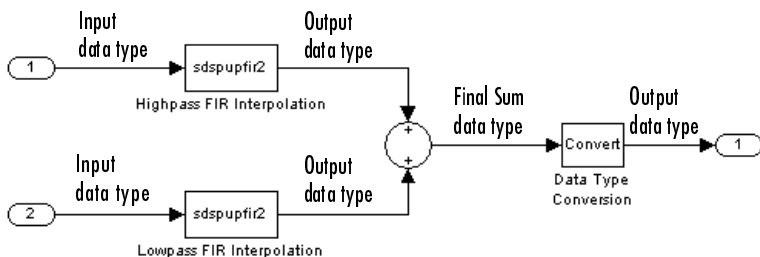 Input
data type
Output
data type
1
sdspupfir2
Highpass FIR Interpolation
Final Sum
data type
Output
data type
+
+
Convert
1
Data Type
Conversion
Input
data type
Output
data type
2
sdspupfir2
Lowpass FIR Interpolation